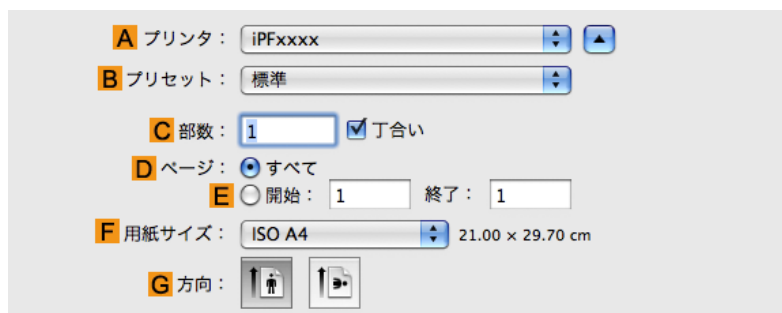 A プリンタ： iPFxxxx
B プリセット： 標準
C 部数： 1 丁合い
D ページ： すべて
E 開始： 1 終了： 1
F 用紙サイズ： ISO A4 21.00 × 29.70 cm
G 方向：